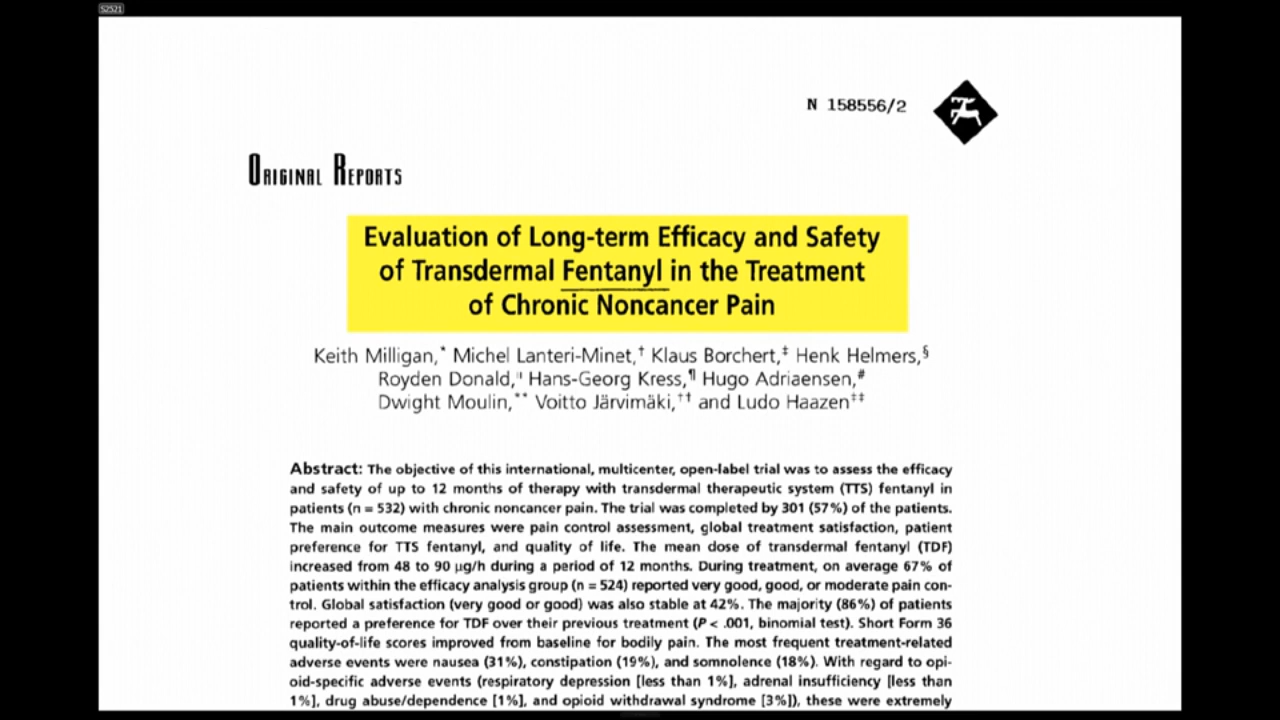 S2521
N 158556/2
ORIGINAL REPORTS
Evaluation of Long-term Efficacy and Safety
of Transdermal Fentanyl in the Treatment
of Chronic Noncancer Pain
Keith Milligan,* Michel Lanteri-Minet,† Klaus Borchert,‡ Henk Helmers,§
Royden Donald,‖ Hans-Georg Kress,¶ Hugo Adriaensen,#
Dwight Moulin,** Voitto Järvimäki,†† and Ludo Haazen‡‡
Abstract: The objective of this international, multicenter, open-label trial was to assess the efficacy
and safety of up to 12 months of therapy with transdermal therapeutic system (TTS) fentanyl in
patients (n = 532) with chronic noncancer pain. The trial was completed by 301 (57%) of the patients.
The main outcome measures were pain control assessment, global treatment satisfaction, patient
preference for TTS fentanyl, and quality of life. The mean dose of transdermal fentanyl (TDF)
increased from 48 to 90 µg/h during a period of 12 months. During treatment, on average 67% of
patients within the efficacy analysis group (n = 524) reported very good, good, or moderate pain con-
trol. Global satisfaction (very good or good) was also stable at 42%. The majority (86%) of patients
reported a preference for TDF over their previous treatment (P < .001, binomial test). Short Form 36
quality-of-life scores improved from baseline for bodily pain. The most frequent treatment-related
adverse events were nausea (31%), constipation (19%), and somnolence (18%). With regard to opi-
oid-specific adverse events (respiratory depression [less than 1%], adrenal insufficiency [less than
1%], drug abuse/dependence [1%], and opioid withdrawal syndrome [3%]), these were extremely